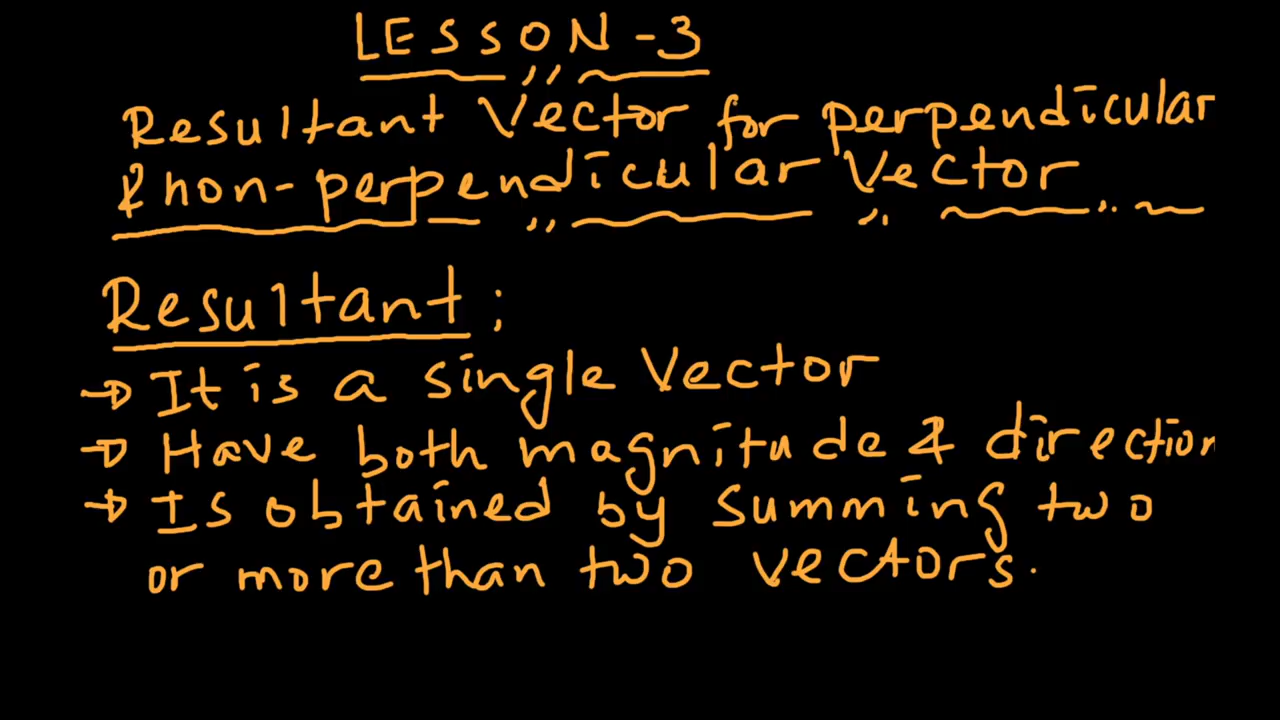 LESSON-3
Resultant Vector for perpendicular
& non-perpendicular Vector
Resultant:
→ It is a single Vector
→ Have both magnitude & direction
→ Is obtained by summing two
or more than two vectors.